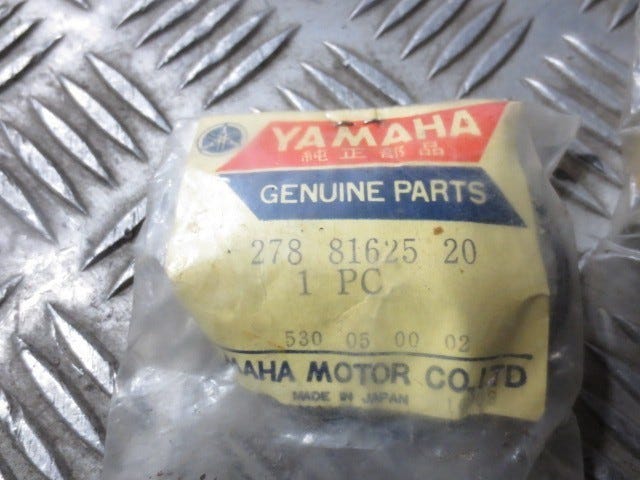 YAMAHA
純正部品
GENUINE PARTS
278 81625 20
1 PC
530 05 00 02
MAHA MOTOR CO.LTD
MADE IN JAPAN